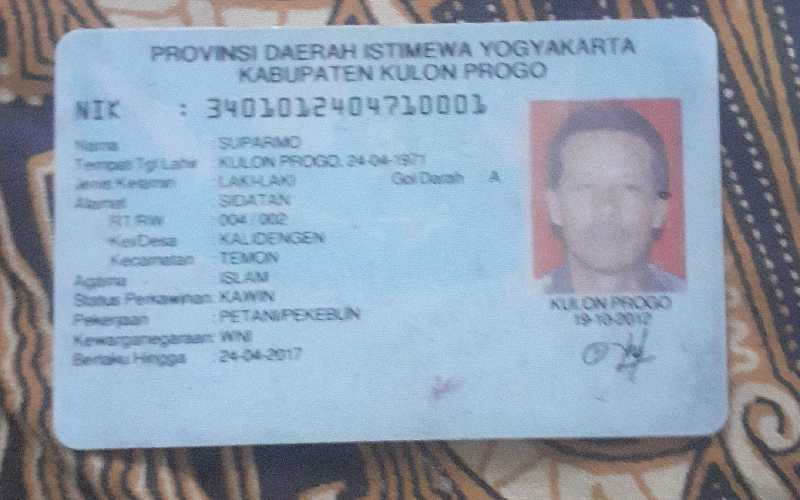 PROVINSI DAERAH ISTIMEWA YOGYAKARTA
KABUPATEN KULON PROGO
NIK : 3401012404710001
Nama : SUPARMO
Tempat/Tgl Lahir : KULON PROGO, 24-04-1971
Jenis Kelamin : LAKI-LAKI Gol Darah A
Alamat : SIDATAN
RT/RW : 004 / 002
Kel/Desa : KALIDENGEN
Kecamatan : TEMON
Agama : ISLAM
Status Perkawinan: KAWIN
Pekerjaan : PETANI/PEKEBUN
Kewarganegaraan: WNI
Berlaku Hingga : 24-04-2017
KULON PROGO
19-10-2012